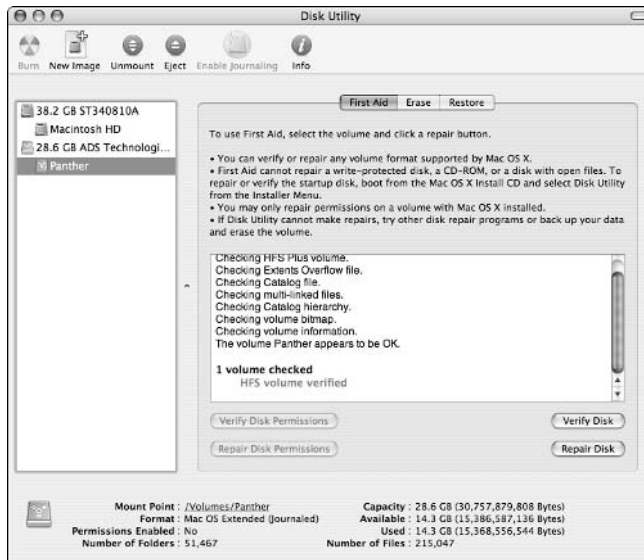 Disk Utility
Burn New Image Unmount Eject Enable Journaling Info
38.2 GB ST340810A
Macintosh HD
28.6 GB ADS Technologi...
Panther
First Aid Erase Restore
To use First Aid, select the volume and click a repair button.
• You can verify or repair any volume format supported by Mac OS X.
• First Aid cannot repair a write-protected disk, a CD-ROM, or a disk with open files. To
repair or verify the startup disk, boot from the Mac OS X Install CD and select Disk Utility
from the Installer Menu.
• You may only repair permissions on a volume with Mac OS X installed.
• If Disk Utility cannot make repairs, try other disk repair programs or back up your data
and erase the volume.
Checking HFS Plus volume.
Checking Extents Overflow file.
Checking Catalog file.
Checking multi-linked files.
Checking Catalog hierarchy.
Checking volume bitmap.
Checking volume information.
The volume Panther appears to be OK.
1 volume checked
HFS volume verified
Verify Disk Permissions Verify Disk
Repair Disk Permissions Repair Disk
Mount Point : /Volumes/Panther Capacity : 28.6 GB (30,757,879,808 Bytes)
Format : Mac OS Extended (Journaled) Available : 14.3 GB (15,386,587,136 Bytes)
Permissions Enabled : No Used : 14.3 GB (15,368,556,544 Bytes)
Number of Folders : 51,467 Number of Files : 215,047